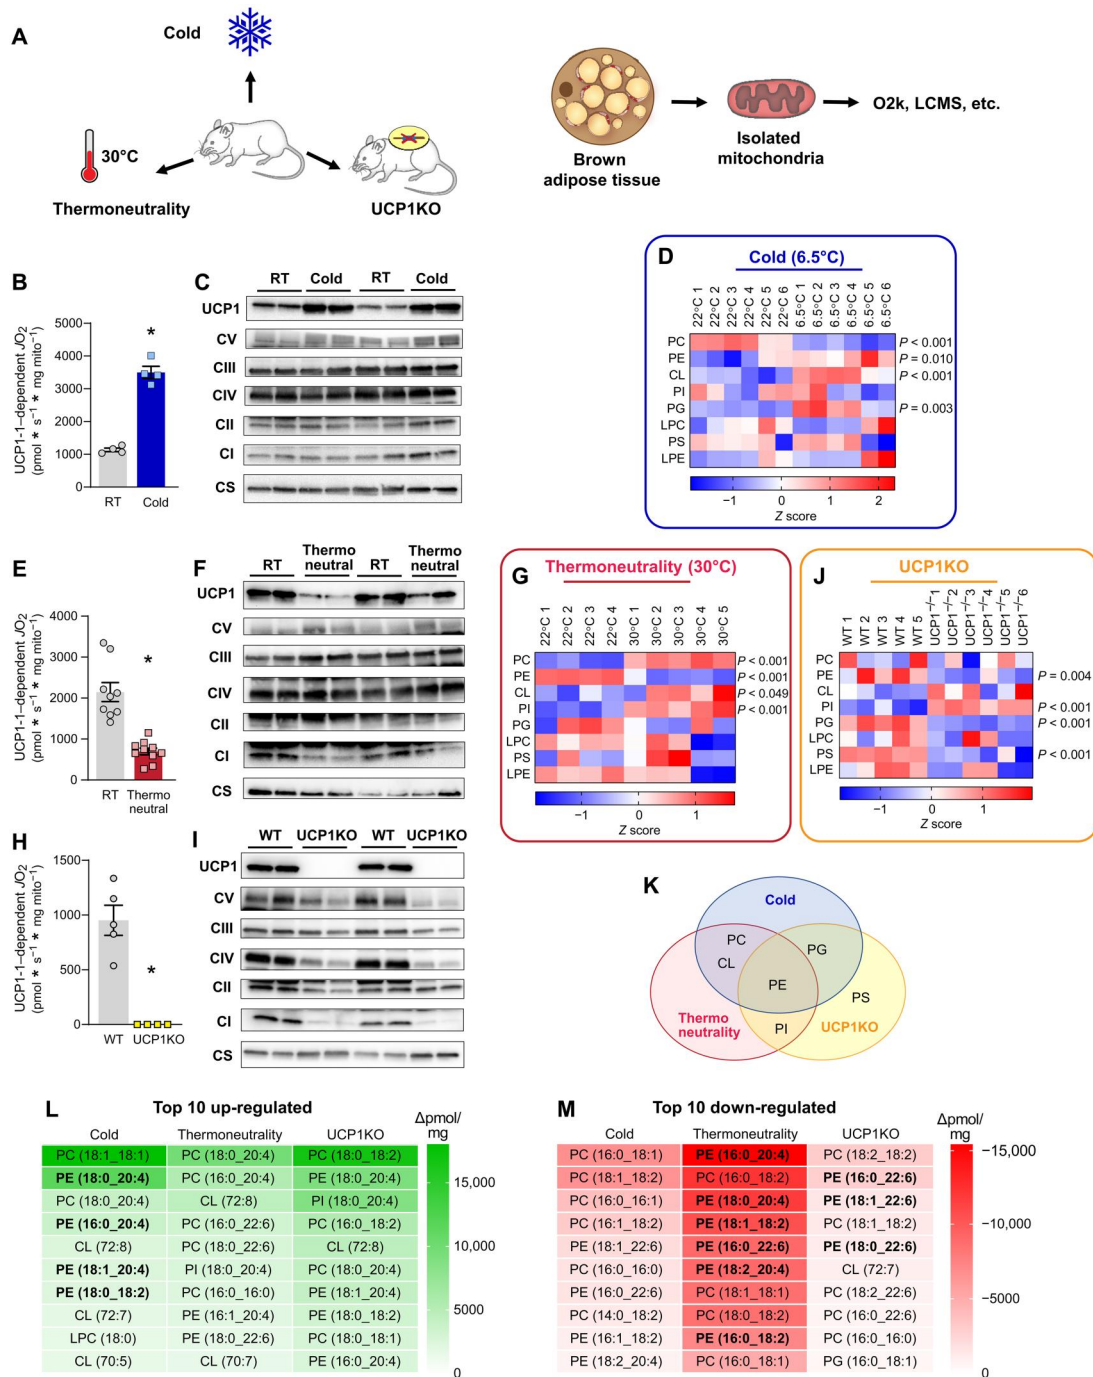 A
Cold
30°C
Thermoneutrality
UCP1KO
Brown
adipose tissue
Isolated
mitochondria
O2k, LCMS, etc.
B
UCP1-1–dependent JO2
(pmol * s−1 * mg mito−1)
5000
4000
3000
2000
1000
0
*
RT Cold
C
RT Cold RT Cold
UCP1
CV
CIII
CIV
CII
CI
CS
D
Cold (6.5°C)
22°C 1
22°C 2
22°C 3
22°C 4
22°C 5
22°C 6
6.5°C 1
6.5°C 2
6.5°C 3
6.5°C 4
6.5°C 5
6.5°C 6
PC P < 0.001
PE P = 0.010
CL P < 0.001
PI
PG P = 0.003
LPC
PS
LPE
−1 0 1 2
Z score
E
UCP1-1–dependent JO2
(pmol * s−1 * mg mito−1)
4000
3000
2000
1000
0
*
RT Thermo
neutral
F
RT Thermo
neutral RT Thermo
neutral
UCP1
CV
CIII
CIV
CII
CI
CS
G
Thermoneutrality (30°C)
22°C 1
22°C 2
22°C 3
22°C 4
30°C 1
30°C 2
30°C 3
30°C 4
30°C 5
PC P < 0.001
PE P < 0.001
CL P < 0.049
PI P < 0.001
PG
LPC
PS
LPE
−1 0 1
Z score
J
UCP1KO
WT 1
WT 2
WT 3
WT 4
WT 5
UCP1−/−1
UCP1−/−2
UCP1−/−3
UCP1−/−4
UCP1−/−5
UCP1−/−6
PC
PE P = 0.004
CL
PI P < 0.001
PG P < 0.001
LPC
PS P < 0.001
LPE
−1 0 1
Z score
H
UCP1-1–dependent JO2
(pmol * s−1 * mg mito−1)
1500
1000
500
0
*
WT UCP1KO
I
WT UCP1KO WT UCP1KO
UCP1
CV
CIII
CIV
CII
CI
CS
K
Cold
PC
CL
PG
PE
PS
PI
Thermo
neutrality
UCP1KO
L
Top 10 up-regulated
Δpmol/
mg
Cold Thermoneutrality UCP1KO
PC (18:1_18:1) PC (18:0_20:4) PC (18:0_18:2)
PE (18:0_20:4) PC (16:0_20:4) PE (18:0_20:4)
PC (18:0_20:4) CL (72:8) PI (18:0_20:4)
PE (16:0_20:4) PC (16:0_22:6) PC (16:0_18:2)
CL (72:8) PC (18:0_22:6) CL (72:8)
PE (18:1_20:4) PI (18:0_20:4) PC (18:0_20:4)
PE (18:0_18:2) PC (16:0_16:0) PE (18:1_20:4)
CL (72:7) PE (16:1_20:4) PE (18:0_18:2)
LPC (18:0) PE (18:0_22:6) PC (18:0_18:1)
CL (70:5) CL (70:7) PE (16:0_20:4)
15,000
10,000
5000
0
M
Top 10 down-regulated
Δpmol/
mg
Cold Thermoneutrality UCP1KO
PC (16:0_18:1) PE (16:0_20:4) PC (18:2_18:2)
PC (18:1_18:2) PC (16:0_18:2) PE (16:0_22:6)
PC (16:0_16:1) PE (18:0_20:4) PE (18:1_22:6)
PC (16:1_18:2) PE (18:1_18:2) PC (18:1_18:2)
PE (18:1_22:6) PE (16:0_22:6) PE (18:0_22:6)
PC (16:0_16:0) PE (18:2_20:4) CL (72:7)
PE (16:0_22:6) PC (18:1_18:1) PC (18:2_22:6)
PC (14:0_18:2) PC (18:0_18:2) PC (16:0_22:6)
PE (16:1_18:2) PE (16:0_18:2) PC (16:0_16:0)
PE (18:2_20:4) PC (16:0_18:1) PG (16:0_18:1)
−15,000
−10,000
−5000
0